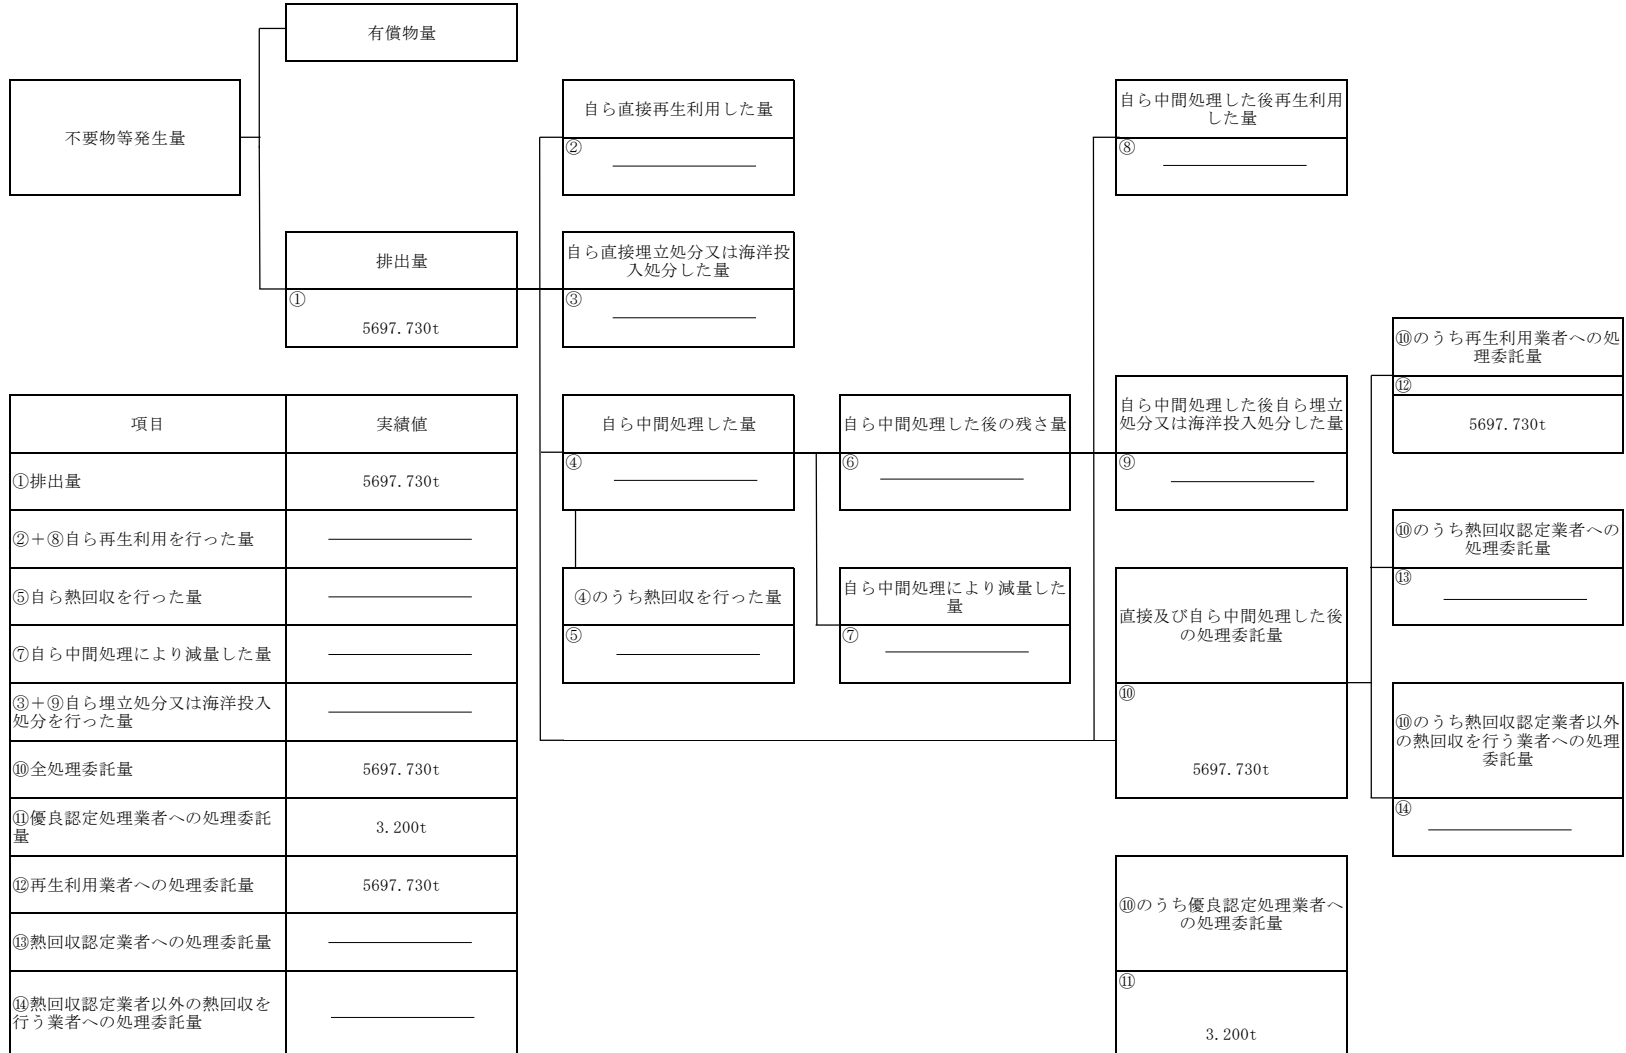 有償物量
不要物等発生量
自ら直接再生利用した量
②
自ら中間処理した後再生利用
した量
⑧
排出量
①
5697.730t
自ら直接埋立処分又は海洋投
入処分した量
③
⑩のうち再生利用業者への処
理委託量
⑫
5697.730t
自ら中間処理した量
④
自ら中間処理した後の残さ量
⑥
自ら中間処理した後自ら埋立
処分又は海洋投入処分した量
⑨
⑩のうち熱回収認定業者への
処理委託量
⑬
④のうち熱回収を行った量
⑤
自ら中間処理により減量した
量
⑦
直接及び自ら中間処理した後
の処理委託量
⑩
5697.730t
⑩のうち熱回収認定業者以外
の熱回収を行う業者への処理
委託量
⑭
⑩のうち優良認定処理業者へ
の処理委託量
⑪
3.200t
項目 実績値
①排出量 5697.730t
②+⑧自ら再生利用を行った量
⑤自ら熱回収を行った量
⑦自ら中間処理により減量した量
③+⑨自ら埋立処分又は海洋投入
処分を行った量
⑩全処理委託量 5697.730t
⑪優良認定処理業者への処理委託
量
3.200t
⑫再生利用業者への処理委託量 5697.730t
⑬熱回収認定業者への処理委託量
⑭熱回収認定業者以外の熱回収を
行う業者への処理委託量